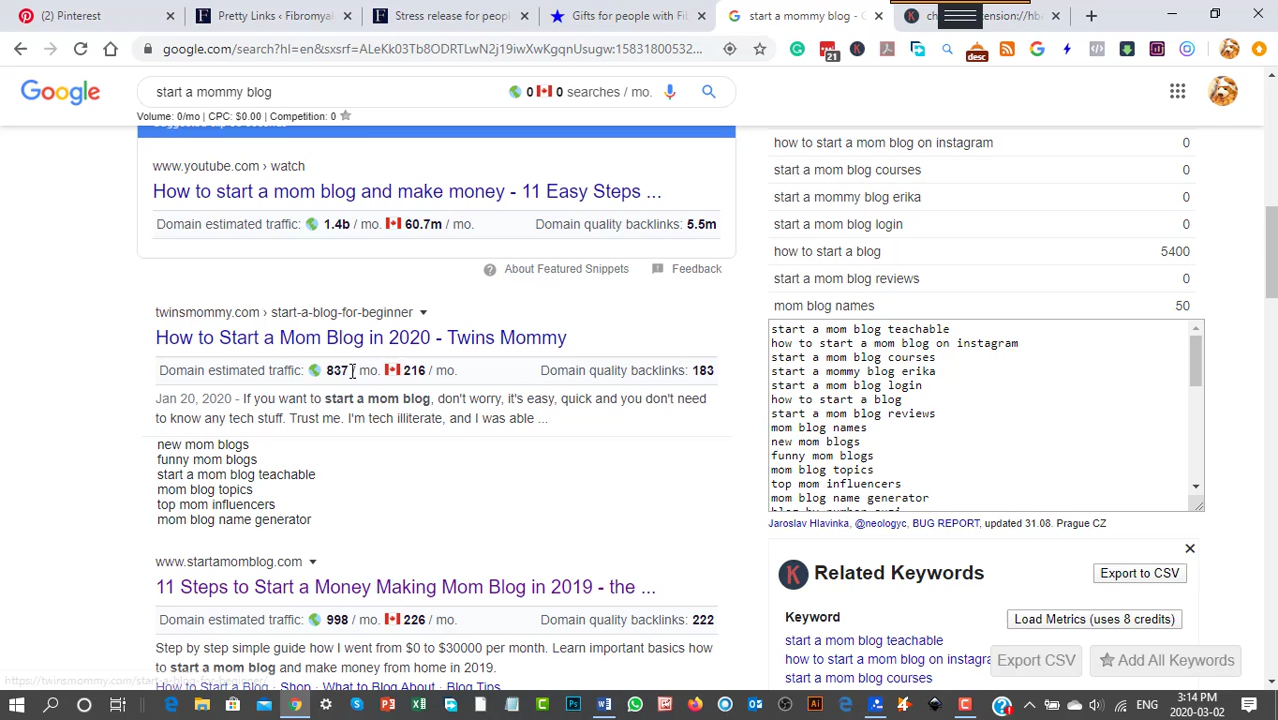 (1) Pinterest
Pretty Links ‹ Fibromya
Stress release for peop
Gifts for people with Fi
start a mommy blog -
ch
tension://hb
google.com/search?hl=en&sxsrf=ALeKk03Tb8ODRTLwN2j19iwXwKgqnUsugw:15831800532...
21
desc
Google
start a mommy blog
0
0 searches / mo.
Volume: 0/mo | CPC: $0.00 | Competition: 0
www.youtube.com › watch
How to start a mom blog and make money - 11 Easy Steps ...
Domain estimated traffic: 1.4b / mo. 60.7m / mo. Domain quality backlinks: 5.5m
About Featured Snippets
Feedback
twinsmommy.com › start-a-blog-for-beginner
How to Start a Mom Blog in 2020 - Twins Mommy
Domain estimated traffic: 837 / mo. 216 / mo. Domain quality backlinks: 183
Jan 20, 2020 - If you want to start a mom blog, don't worry, it's easy, quick and you don't need
to know any tech stuff. Trust me. I'm tech illiterate, and I was able ...
new mom blogs
funny mom blogs
start a mom blog teachable
mom blog topics
top mom influencers
mom blog name generator
www.startamomblog.com
11 Steps to Start a Money Making Mom Blog in 2019 - the ...
Domain estimated traffic: 998 / mo. 226 / mo. Domain quality backlinks: 222
Step by step simple guide how I went from $0 to $30000 per month. Learn important basics how
to start a mom blog and make money from home in 2019.
How to Start a Blog · Shop · What to Blog About · Blog Tips
https://twinsmommy.com/start-a-blog-for-beginner/
how to start a mom blog on instagram 0
start a mom blog courses 0
start a mommy blog erika 0
start a mom blog login 0
how to start a blog 5400
start a mom blog reviews 0
mom blog names 50
start a mom blog teachable
how to start a mom blog on instagram
start a mom blog courses
start a mommy blog erika
start a mom blog login
how to start a blog
start a mom blog reviews
mom blog names
new mom blogs
funny mom blogs
mom blog topics
top mom influencers
mom blog name generator
Jaroslav Hlavinka, @neologyc, BUG REPORT, updated 31.08. Prague CZ
Related Keywords
Export to CSV
Keyword
Load Metrics (uses 8 credits)
start a mom blog teachable
how to start a mom blog on instagra
start a mom blog courses
Export CSV
Add All Keywords
ENG
3:14 PM
2020-03-02